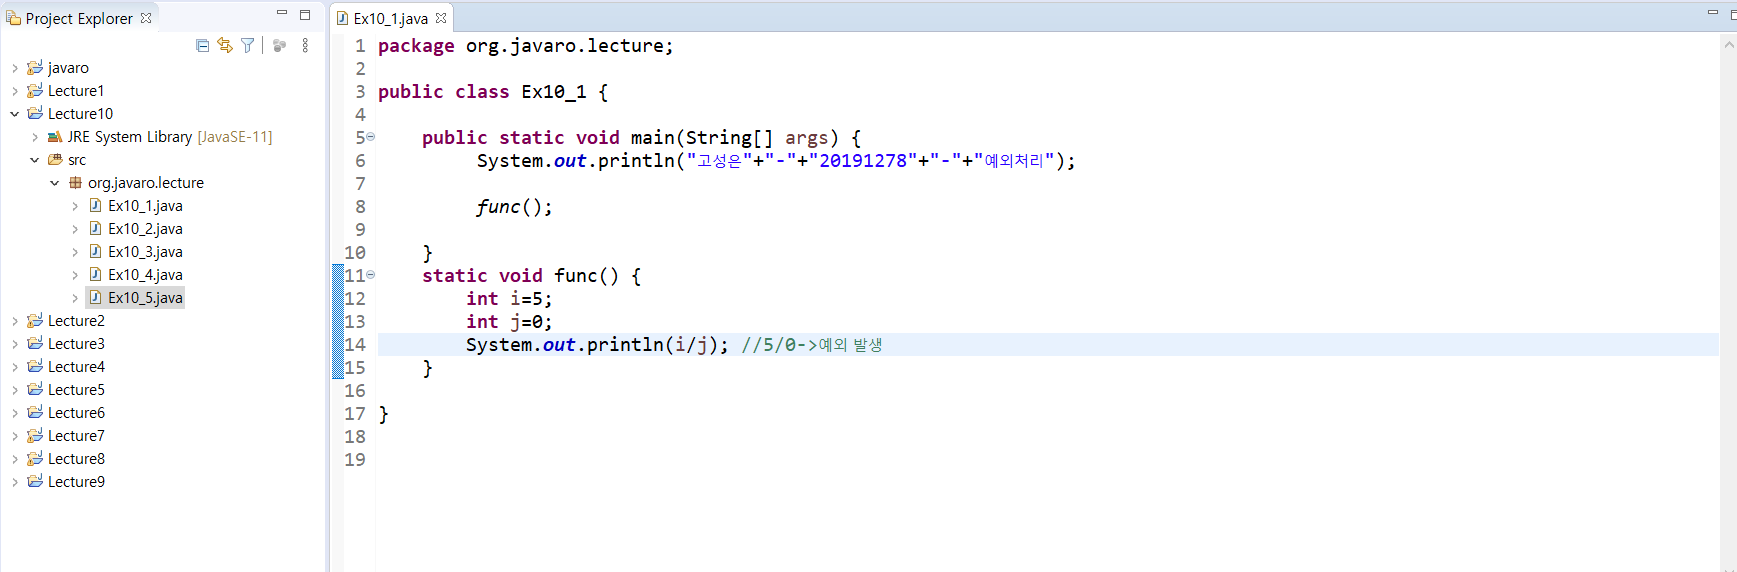 Project Explorer
javaro
Lecture1
Lecture10
JRE System Library [JavaSE-11]
src
org.javaro.lecture
Ex10_1.java
Ex10_2.java
Ex10_3.java
Ex10_4.java
Ex10_5.java
Lecture2
Lecture3
Lecture4
Lecture5
Lecture6
Lecture7
Lecture8
Lecture9
Ex10_1.java
1 package org.javaro.lecture;
2
3 public class Ex10_1 {
4
5 public static void main(String[] args) {
6 System.out.println("고성은"+"-"+"20191278"+"-"+"예외처리");
7
8 func();
9
10 }
11 static void func() {
12 int i=5;
13 int j=0;
14 System.out.println(i/j); //5/0->예외 발생
15 }
16
17 }
18
19